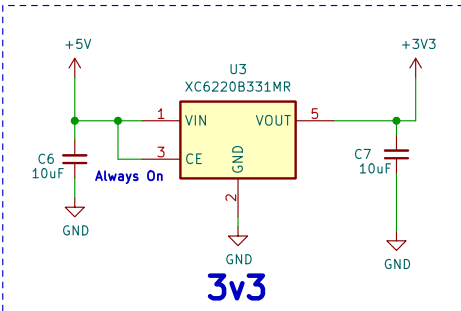 +5V
+3V3
U3
XC6220B331MR
1
VIN
VOUT
5
3
CE
GND
2
C6
10uF
Always On
C7
10uF
GND
GND
GND
3v3